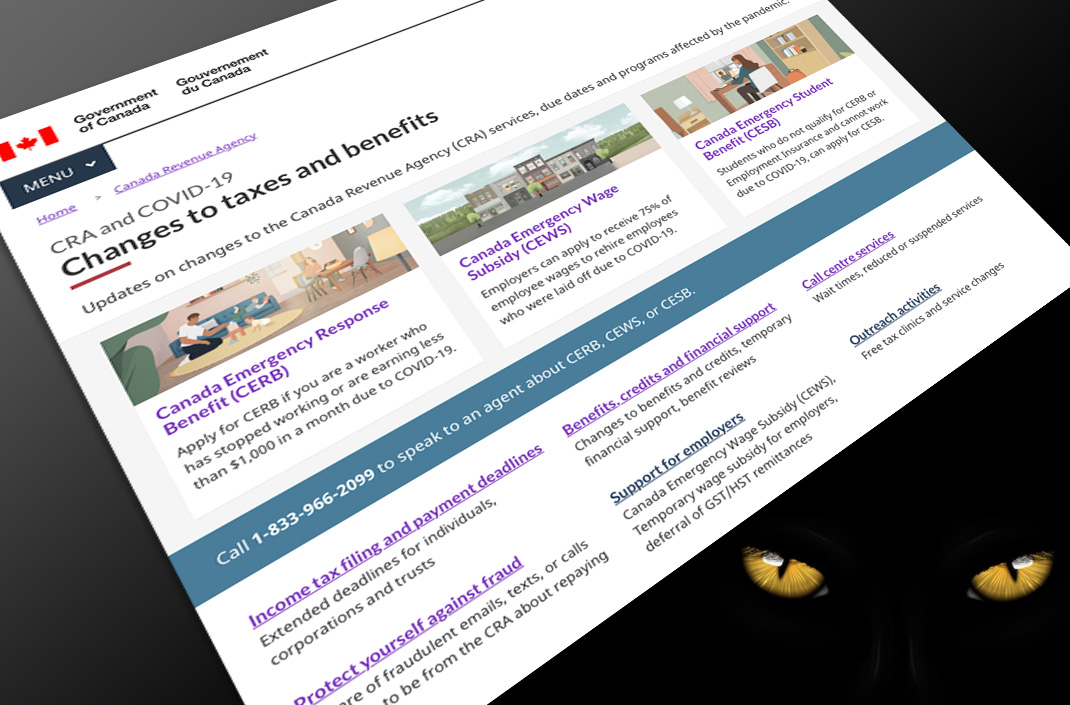 Government
of Canada
Gouvernement
du Canada
MENU
Home > Canada Revenue Agency
CRA and COVID-19
Changes to taxes and benefits
Updates on changes to the Canada Revenue Agency (CRA) services, due dates and programs affected by the pandemic.
Canada Emergency Response
Benefit (CERB)
Apply for CERB if you are a worker who
has stopped working or are earning less
than $1,000 in a month due to COVID-19.
Canada Emergency Wage
Subsidy (CEWS)
Employers can apply to receive 75% of
employee wages to rehire employees
who were laid off due to COVID-19.
Canada Emergency Student
Benefit (CESB)
Students who do not qualify for CERB or
Employment Insurance and cannot work
due to COVID-19, can apply for CESB.
Call 1-833-966-2099 to speak to an agent about CERB, CEWS, or CESB.
Income tax filing and payment deadlines
Extended deadlines for individuals,
corporations and trusts
Benefits, credits and financial support
Changes to benefits and credits, temporary
financial support, benefit reviews
Call centre services
Wait times, reduced or suspended services
Protect yourself against fraud
are of fraudulent emails, texts, or calls
to be from the CRA about repaying
Support for employers
Canada Emergency Wage Subsidy (CEWS),
Temporary wage subsidy for employers,
deferral of GST/HST remittances
Outreach activities
Free tax clinics and service changes